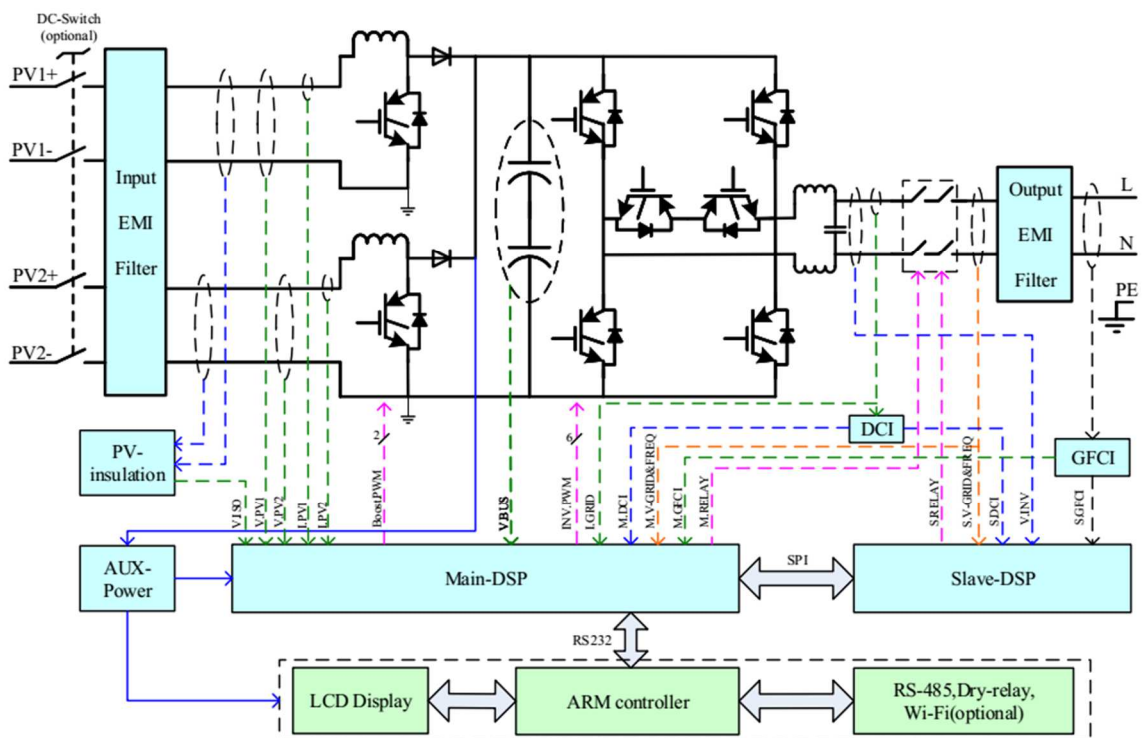 DC-Switch
(optional)
PV1+
PV1-
PV2+
PV2-
Input
EMI
Filter
Output
EMI
Filter
L
N
PE
PV-
insulation
DCI
GFCI
2
6
V.ISO
V.PV1
V.PV2
I.PV1
I.PV2
Boost.PWM
V.BUS
INV.PWM
I.GRID
M.DCI
M.V-GRID&FREQ
M.GFCI
M.RELAY
S.RELAY
S.V-GRID&FREQ
S.DCI
V.INV
S.GFCI
AUX-
Power
Main-DSP
SPI
Slave-DSP
RS232
LCD Display
ARM controller
RS-485,Dry-relay,
Wi-Fi(optional)